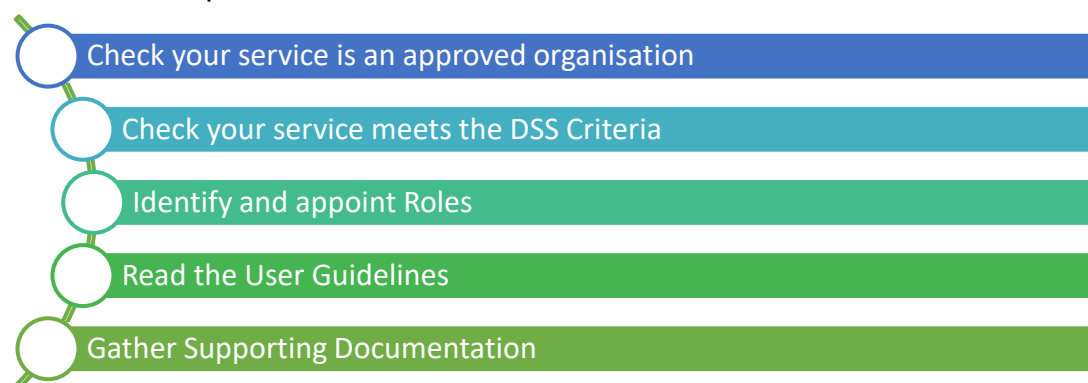 Check your service is an approved organisation
Check your service meets the DSS Criteria
Identify and appoint Roles
Read the User Guidelines
Gather Supporting Documentation